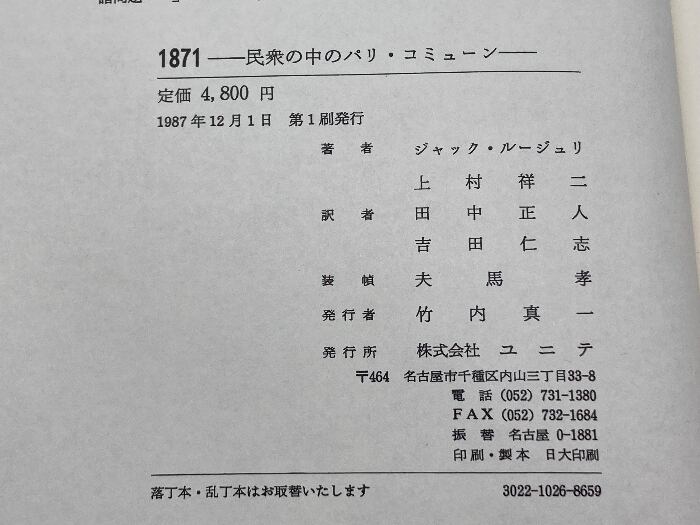 1871 ――民衆の中のパリ・コミューン――
定価 4,800 円
1987年12月1日 第1刷発行
著者 ジャック・ルージュリ
上村祥二
訳者 田中正人
吉田仁志
装幀 夫馬孝
発行者 竹内真一
発行所 株式会社 ユニテ
〒464 名古屋市千種区内山三丁目33-8
電話 (052) 731-1380
FAX (052) 732-1684
振替 名古屋 0-1881
印刷・製本 日大印刷
落丁本・乱丁本はお取替いたします 3022-1026-8659